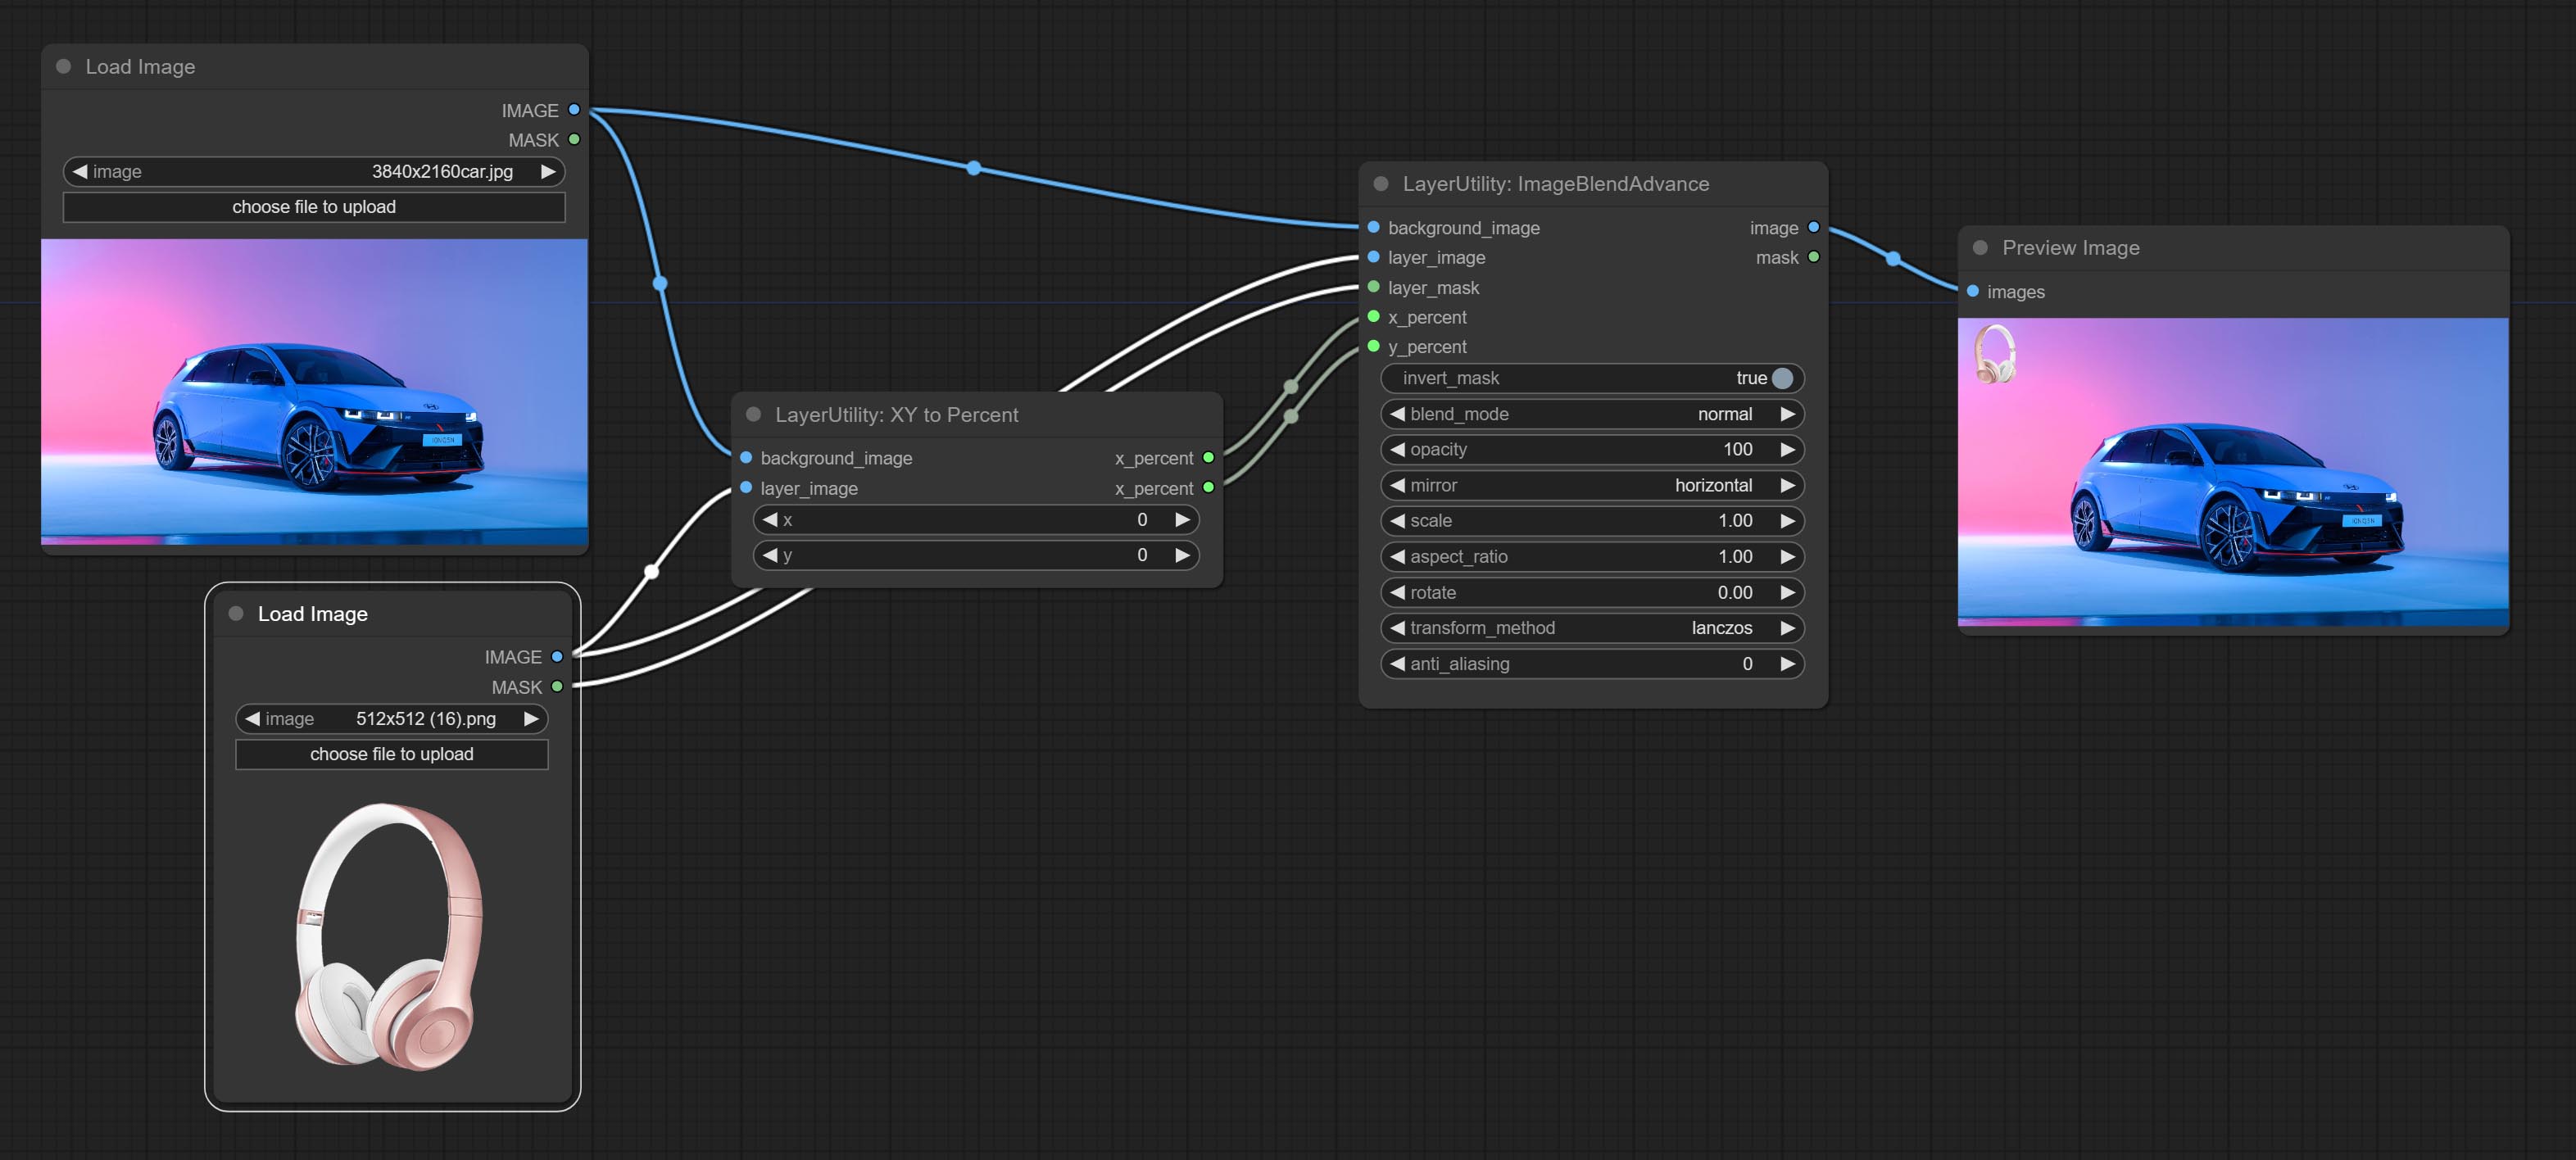 Load Image
IMAGE
MASK
image 3840x2160car.jpg
choose file to upload
Load Image
IMAGE
MASK
image 512x512 (16).png
choose file to upload
LayerUtility: XY to Percent
background_image x_percent
layer_image x_percent
x 0
y 0
LayerUtility: ImageBlendAdvance
background_image image
layer_image mask
layer_mask
x_percent
y_percent
invert_mask true
blend_mode normal
opacity 100
mirror horizontal
scale 1.00
aspect_ratio 1.00
rotate 0.00
transform_method lanczos
anti_aliasing 0
Preview Image
images